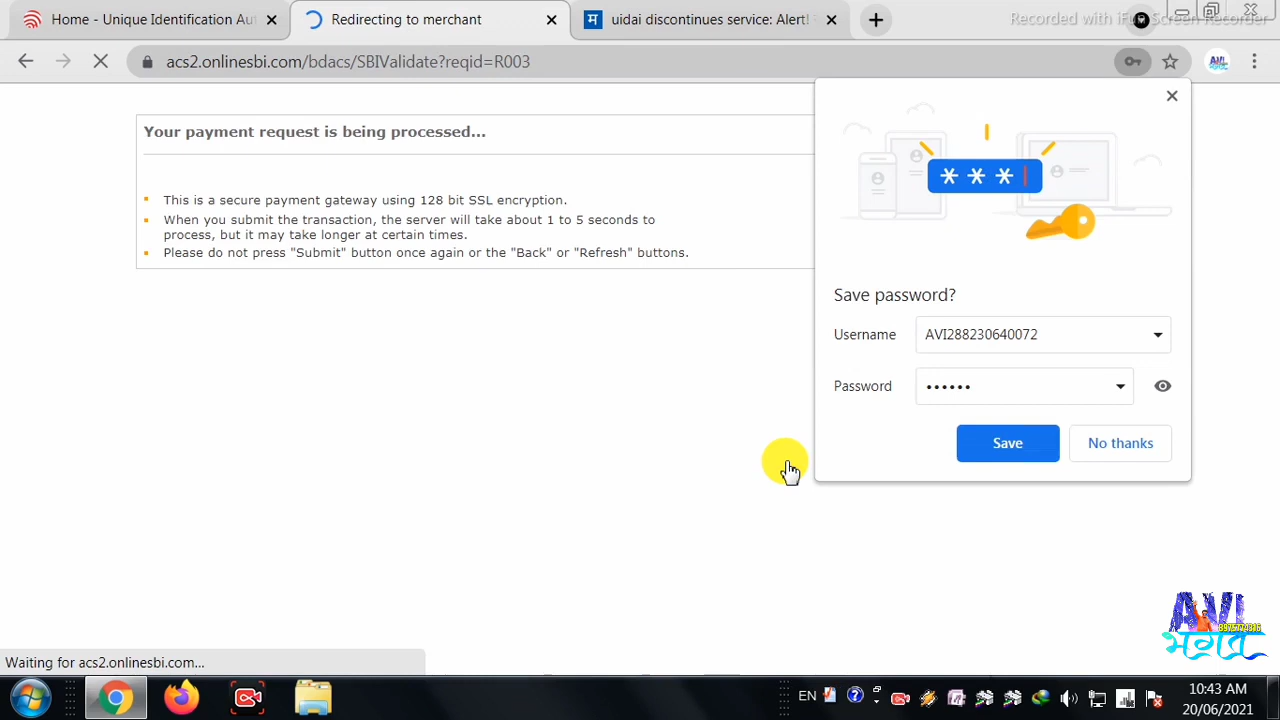 Home - Unique Identification Aut
Redirecting to merchant
uidai discontinues service: Alert!
Recorded with iFun Screen Recorder
acs2.onlinesbi.com/bdacs/SBIValidate?reqid=R003
AVI
Your payment request is being processed...
This is a secure payment gateway using 128 bit SSL encryption.
When you submit the transaction, the server will take about 1 to 5 seconds to
process, but it may take longer at certain times.
Please do not press "Submit" button once again or the "Back" or "Refresh" buttons.
* * *
Save password?
Username AVI288230640072
Password ••••••
Save No thanks
AVI
भगत
Waiting for acs2.onlinesbi.com...
EN
10:43 AM
20/06/2021